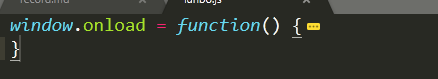 window.onload = function() {
}